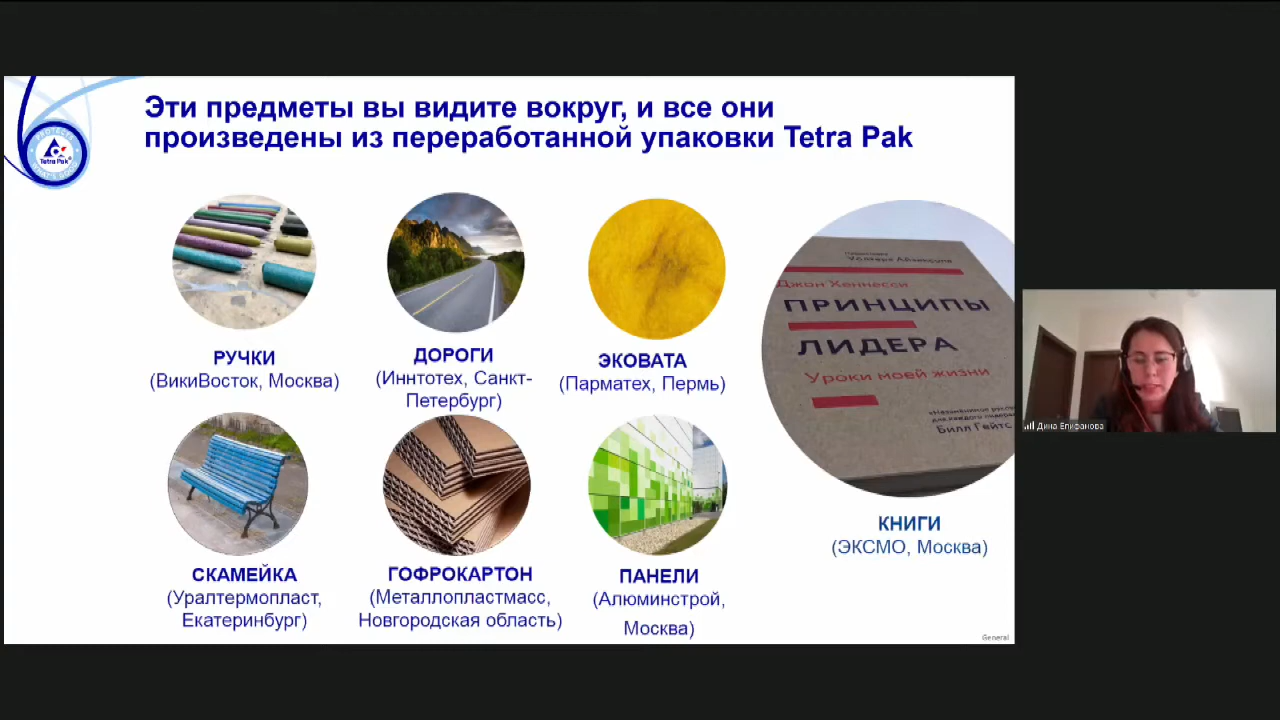 Эти предметы вы видите вокруг, и все они
произведены из переработанной упаковки Tetra Pak
Tetra Pak
РУЧКИ
(ВикиВосток, Москва)
ДОРОГИ
(Иннтотех, Санкт-
Петербург)
ЭКОВАТА
(Парматех, Пермь)
Джон Хеннесси
ПРИНЦИПЫ
ЛИДЕРА
Уроки моей жизни
Билл Гейтс
КНИГИ
(ЭКСМО, Москва)
СКАМЕЙКА
(Уралтермопласт,
Екатеринбург)
ГОФРОКАРТОН
(Металлопластмасс,
Новгородская область)
ПАНЕЛИ
(Алюминстрой,
Москва)
General
Дина Епифанова